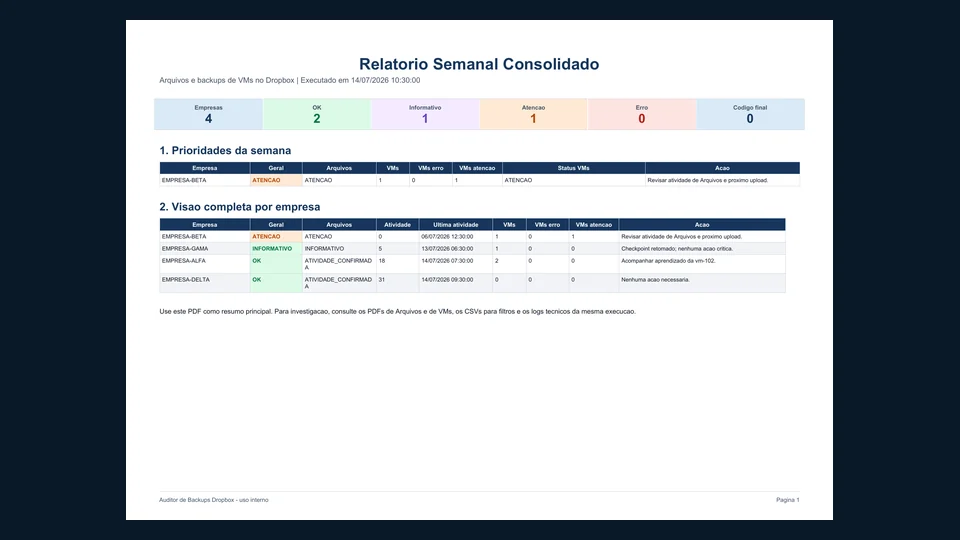 Relatorio Semanal Consolidado
Arquivos e backups de VMs no Dropbox | Executado em 14/07/2026 10:30:00
Empresas OK Informativo Atencao Erro Codigo final
4 2 1 1 0 0
1. Prioridades da semana
Empresa Geral Arquivos VMs VMs erro VMs atencao Status VMs Acao
EMPRESA-BETA ATENCAO ATENCAO 1 0 1 ATENCAO Revisar atividade de Arquivos e proximo upload.
2. Visao completa por empresa
Empresa Geral Arquivos Atividade Ultima atividade VMs VMs erro VMs atencao Acao
EMPRESA-BETA ATENCAO ATENCAO 0 06/07/2026 12:30:00 1 0 1 Revisar atividade de Arquivos e proximo upload.
EMPRESA-GAMA INFORMATIVO INFORMATIVO 5 13/07/2026 06:30:00 1 0 0 Checkpoint retomado; nenhuma acao critica.
EMPRESA-ALFA OK ATIVIDADE_CONFIRMAD 18 14/07/2026 07:30:00 2 0 0 Acompanhar aprendizado da vm-102.
A
EMPRESA-DELTA OK ATIVIDADE_CONFIRMAD 31 14/07/2026 09:30:00 0 0 0 Nenhuma acao necessaria.
A
Use este PDF como resumo principal. Para investigacao, consulte os PDFs de Arquivos e de VMs, os CSVs para filtros e os logs tecnicos da mesma execucao.
Auditor de Backups Dropbox - uso interno Pagina 1